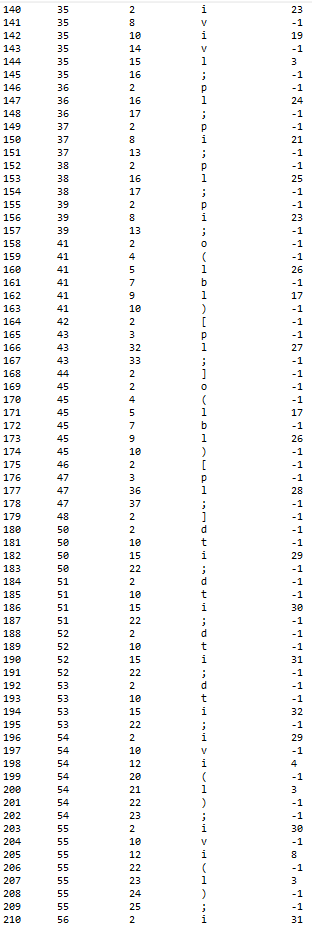 140 35 2 i 23
141 35 8 v -1
142 35 10 i 19
143 35 14 v -1
144 35 15 l 3
145 35 16 ; -1
146 36 2 p -1
147 36 16 l 24
148 36 17 ; -1
149 37 2 p -1
150 37 8 i 21
151 37 13 ; -1
152 38 2 p -1
153 38 16 l 25
154 38 17 ; -1
155 39 2 p -1
156 39 8 i 23
157 39 13 ; -1
158 41 2 o -1
159 41 4 ( -1
160 41 5 l 26
161 41 7 b -1
162 41 9 l 17
163 41 10 ) -1
164 42 2 [ -1
165 43 3 p -1
166 43 32 l 27
167 43 33 ; -1
168 44 2 ] -1
169 45 2 o -1
170 45 4 ( -1
171 45 5 l 17
172 45 7 b -1
173 45 9 l 26
174 45 10 ) -1
175 46 2 [ -1
176 47 3 p -1
177 47 36 l 28
178 47 37 ; -1
179 48 2 ] -1
180 50 2 d -1
181 50 10 t -1
182 50 15 i 29
183 50 22 ; -1
184 51 2 d -1
185 51 10 t -1
186 51 15 i 30
187 51 22 ; -1
188 52 2 d -1
189 52 10 t -1
190 52 15 i 31
191 52 22 ; -1
192 53 2 d -1
193 53 10 t -1
194 53 15 i 32
195 53 22 ; -1
196 54 2 i 29
197 54 10 v -1
198 54 12 i 4
199 54 20 ( -1
200 54 21 l 3
201 54 22 ) -1
202 54 23 ; -1
203 55 2 i 30
204 55 10 v -1
205 55 12 i 8
206 55 22 ( -1
207 55 23 l 3
208 55 24 ) -1
209 55 25 ; -1
210 56 2 i 31